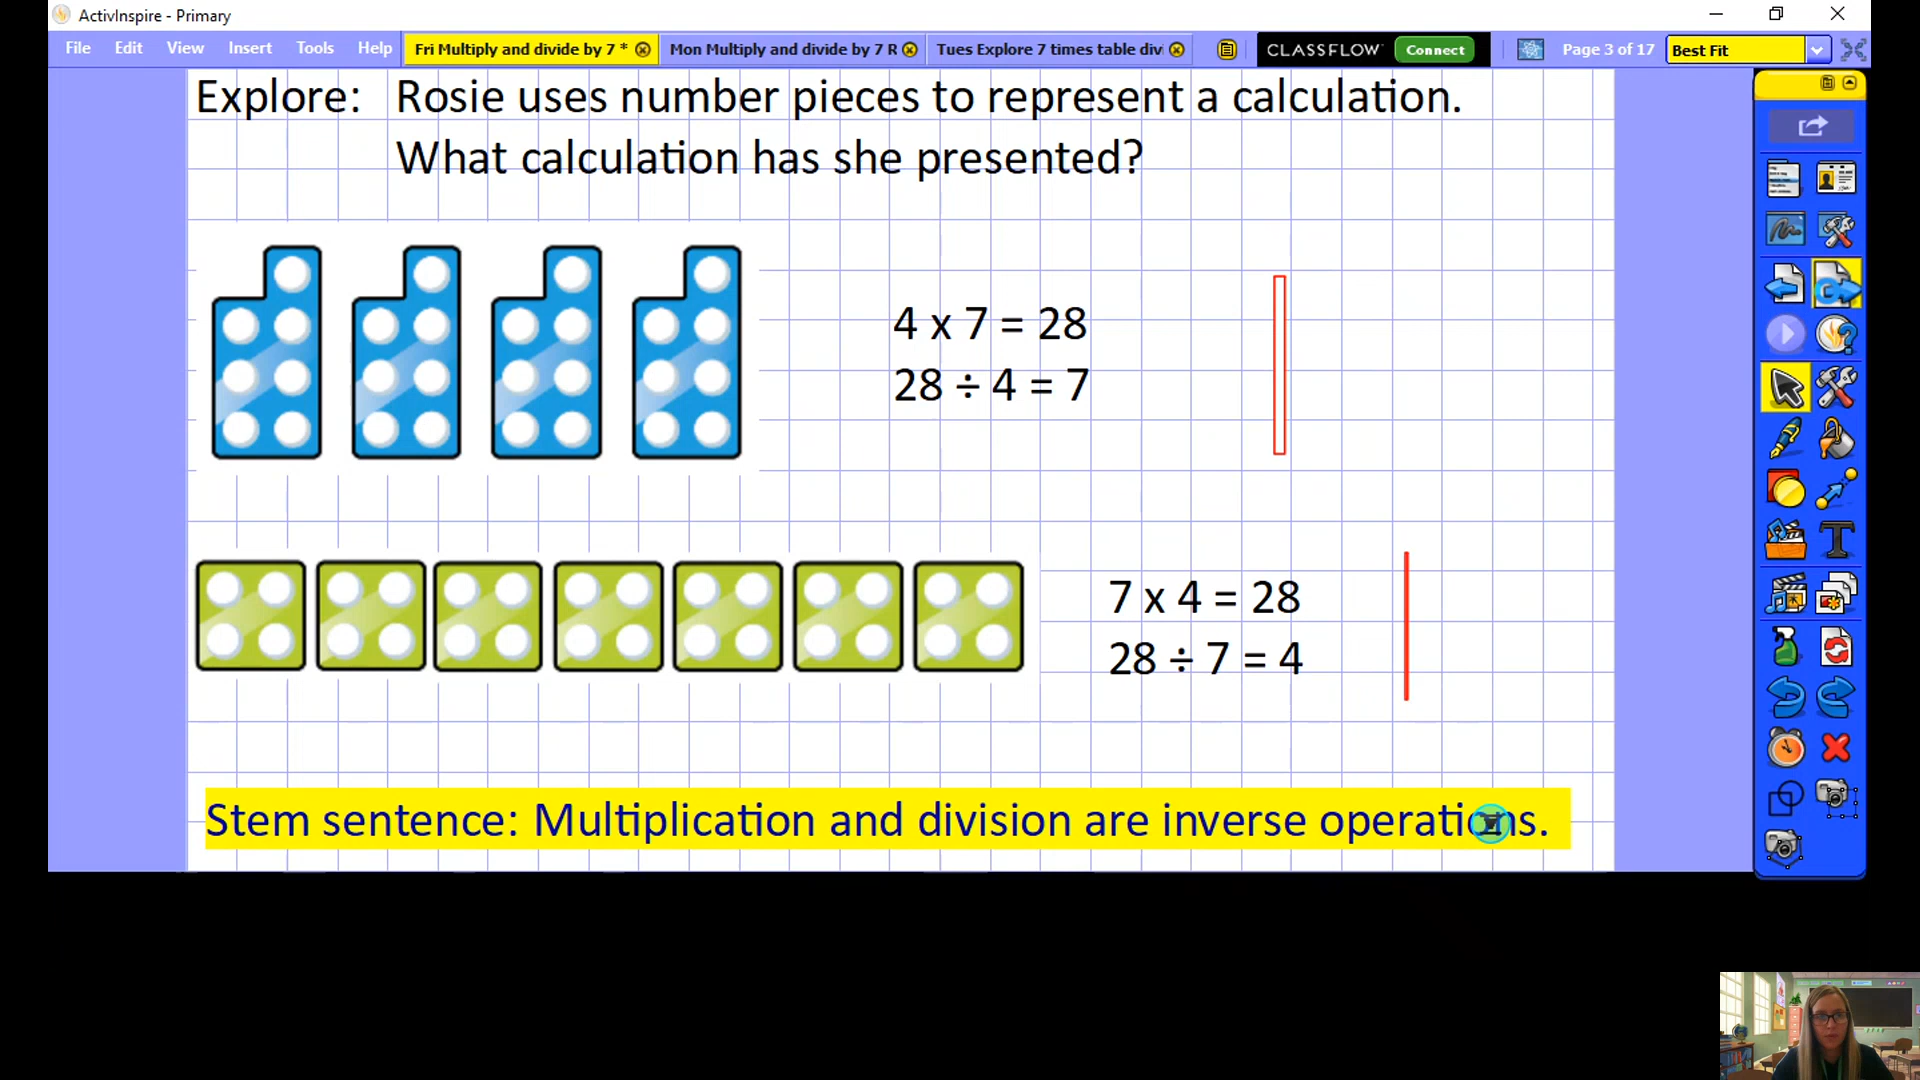 ActivInspire - Primary
File Edit View Insert Tools Help
Fri Multiply and divide by 7 *
Mon Multiply and divide by 7 R
Tues Explore 7 times table divi
CLASSFLOW Connect
Page 3 of 17
Best Fit
Explore: Rosie uses number pieces to represent a calculation.
What calculation has she presented?
4 x 7 = 28
28 ÷ 4 = 7
7 x 4 = 28
28 ÷ 7 = 4
Stem sentence: Multiplication and division are inverse operations.